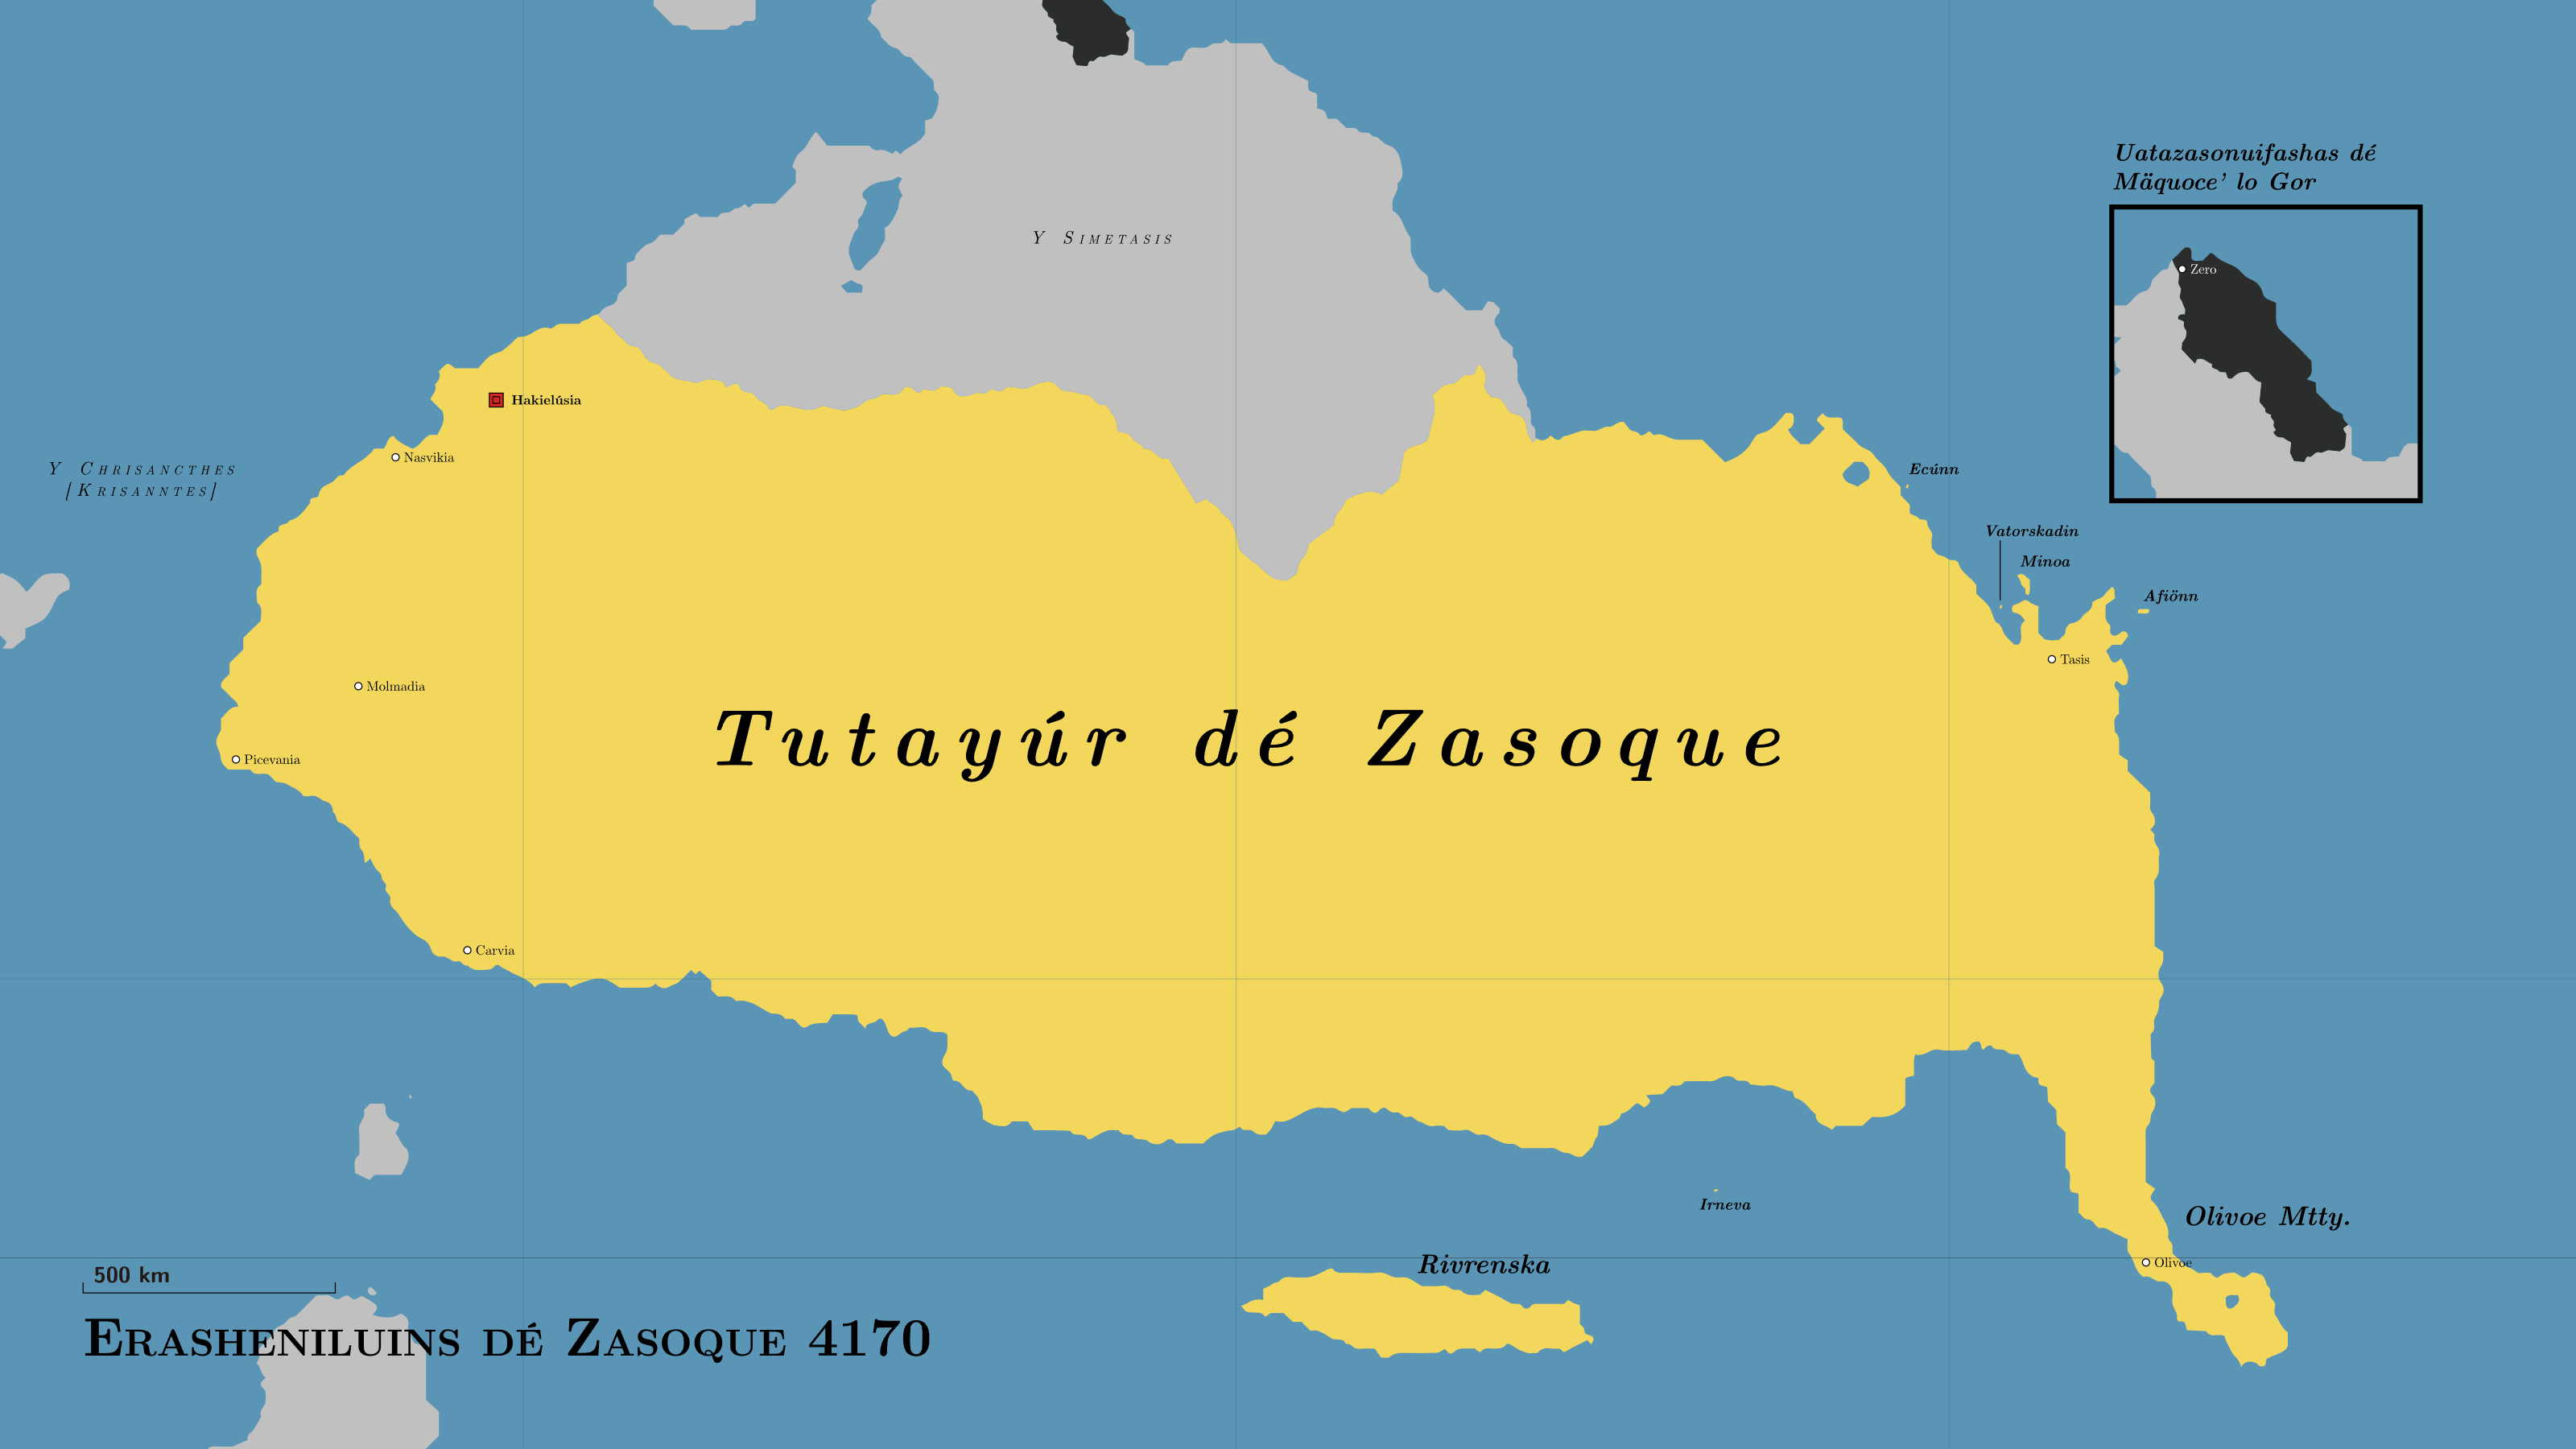 Uatazasonuifashas dé
Mäquoce’ lo Gor
Zero
Y Simetasis
Hakielúsia
Nasvikia
Y Chrisancthes
[Krisanntes]
Ecúnn
Vatorskadin
Minoa
Afiönn
Tasis
Molmadia
Tutayúr dé Zasoque
Picevania
Carvia
Irneva
Olivoe Mtty.
Rivrenska
Olivoe
500 km
Erasheniluins dé Zasoque 4170